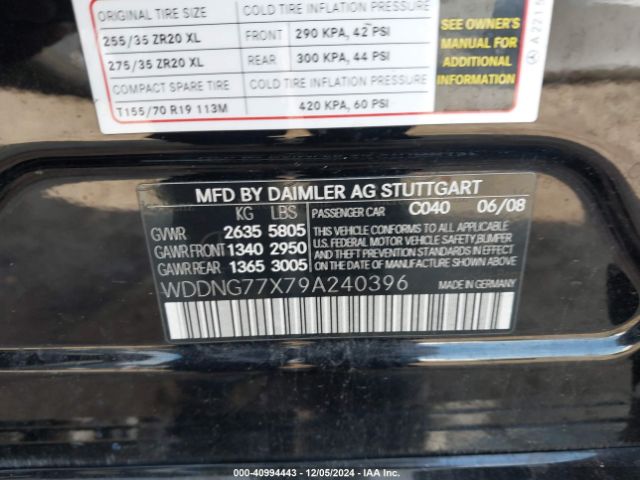 ORIGINAL TIRE SIZE COLD TIRE INFLATION PRESSURE
255/35 ZR20 XL FRONT 290 KPA, 42 PSI
275/35 ZR20 XL REAR 300 KPA, 44 PSI
COMPACT SPARE TIRE COLD TIRE INFLATION PRESSURE
T155/70 R19 113M 420 KPA, 60 PSI
SEE OWNER'S
MANUAL FOR
ADDITIONAL
INFORMATION
MFD BY DAIMLER AG STUTTGART
KG LBS PASSENGER CAR C040 06/08
GVWR 2635 5805
GAWR FRONT 1340 2950
GAWR REAR 1365 3005
THIS VEHICLE CONFORMS TO ALL APPLICABLE
U.S. FEDERAL MOTOR VEHICLE SAFETY, BUMPER
AND THEFT PREVENTION STANDARDS IN EFFECT
ON THE DATE OF MANUFACTURE SHOWN ABOVE.
WDDNG77X79A240396
000-40994443 - 12/05/2024 - IAAI.COM